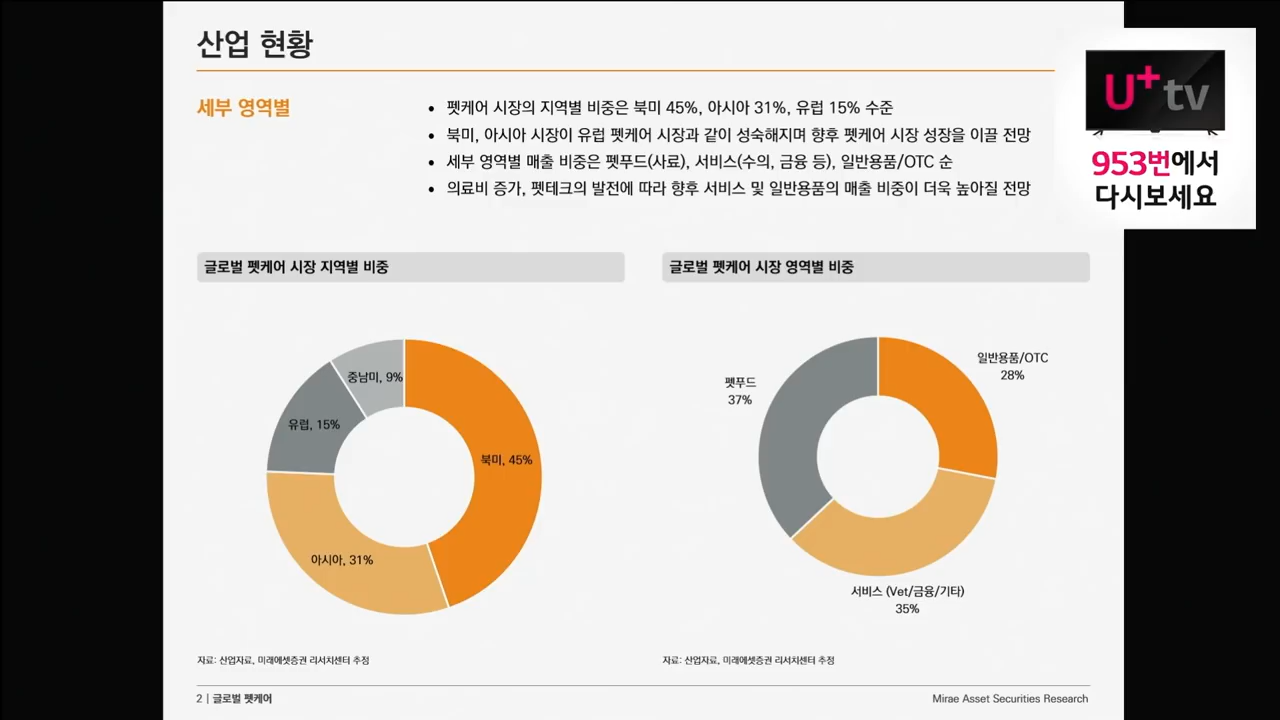 산업 현황
세부 영역별
• 펫케어 시장의 지역별 비중은 북미 45%, 아시아 31%, 유럽 15% 수준
• 북미, 아시아 시장이 유럽 펫케어 시장과 같이 성숙해지며 향후 펫케어 시장 성장을 이끌 전망
• 세부 영역별 매출 비중은 펫푸드(사료), 서비스(수의, 금융 등), 일반용품/OTC 순
• 의료비 증가, 펫테크의 발전에 따라 향후 서비스 및 일반용품의 매출 비중이 더욱 높아질 전망
U+tv
953번에서
다시보세요
글로벌 펫케어 시장 지역별 비중
중남미, 9%
유럽, 15%
북미, 45%
아시아, 31%
자료: 산업자료, 미래에셋증권 리서치센터 추정
글로벌 펫케어 시장 영역별 비중
일반용품/OTC
28%
펫푸드
37%
서비스 (Vet/금융/기타)
35%
자료: 산업자료, 미래에셋증권 리서치센터 추정
2 | 글로벌 펫케어
Mirae Asset Securities Research